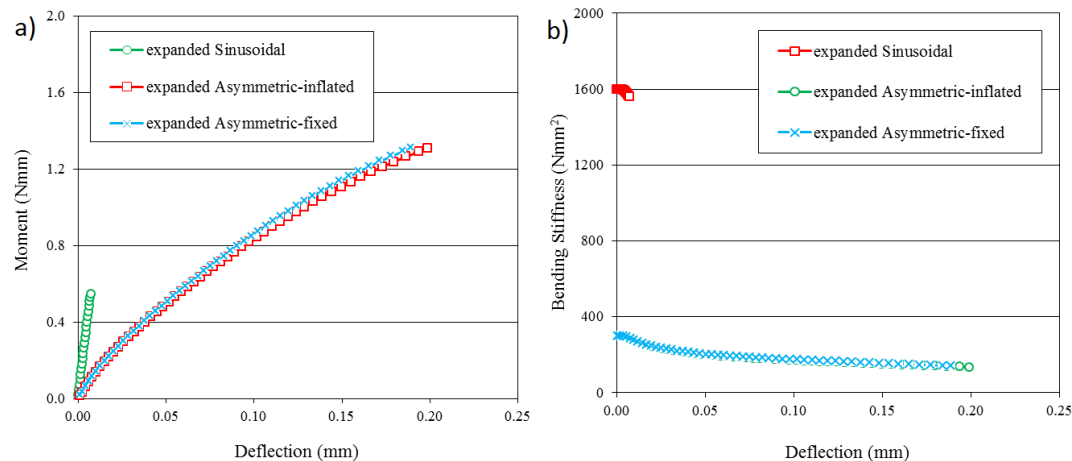 a)
2.0
1.6
1.2
0.8
0.4
0.0
Moment (Nmm)
expanded Sinusoidal
expanded Asymmetric-inflated
expanded Asymmetric-fixed
0.00 0.05 0.10 0.15 0.20 0.25
Deflection (mm)
b)
2000
1600
1200
800
400
0
Bending Stiffness (Nmm²)
expanded Sinusoidal
expanded Asymmetric-inflated
expanded Asymmetric-fixed
0.00 0.05 0.10 0.15 0.20 0.25
Deflection (mm)